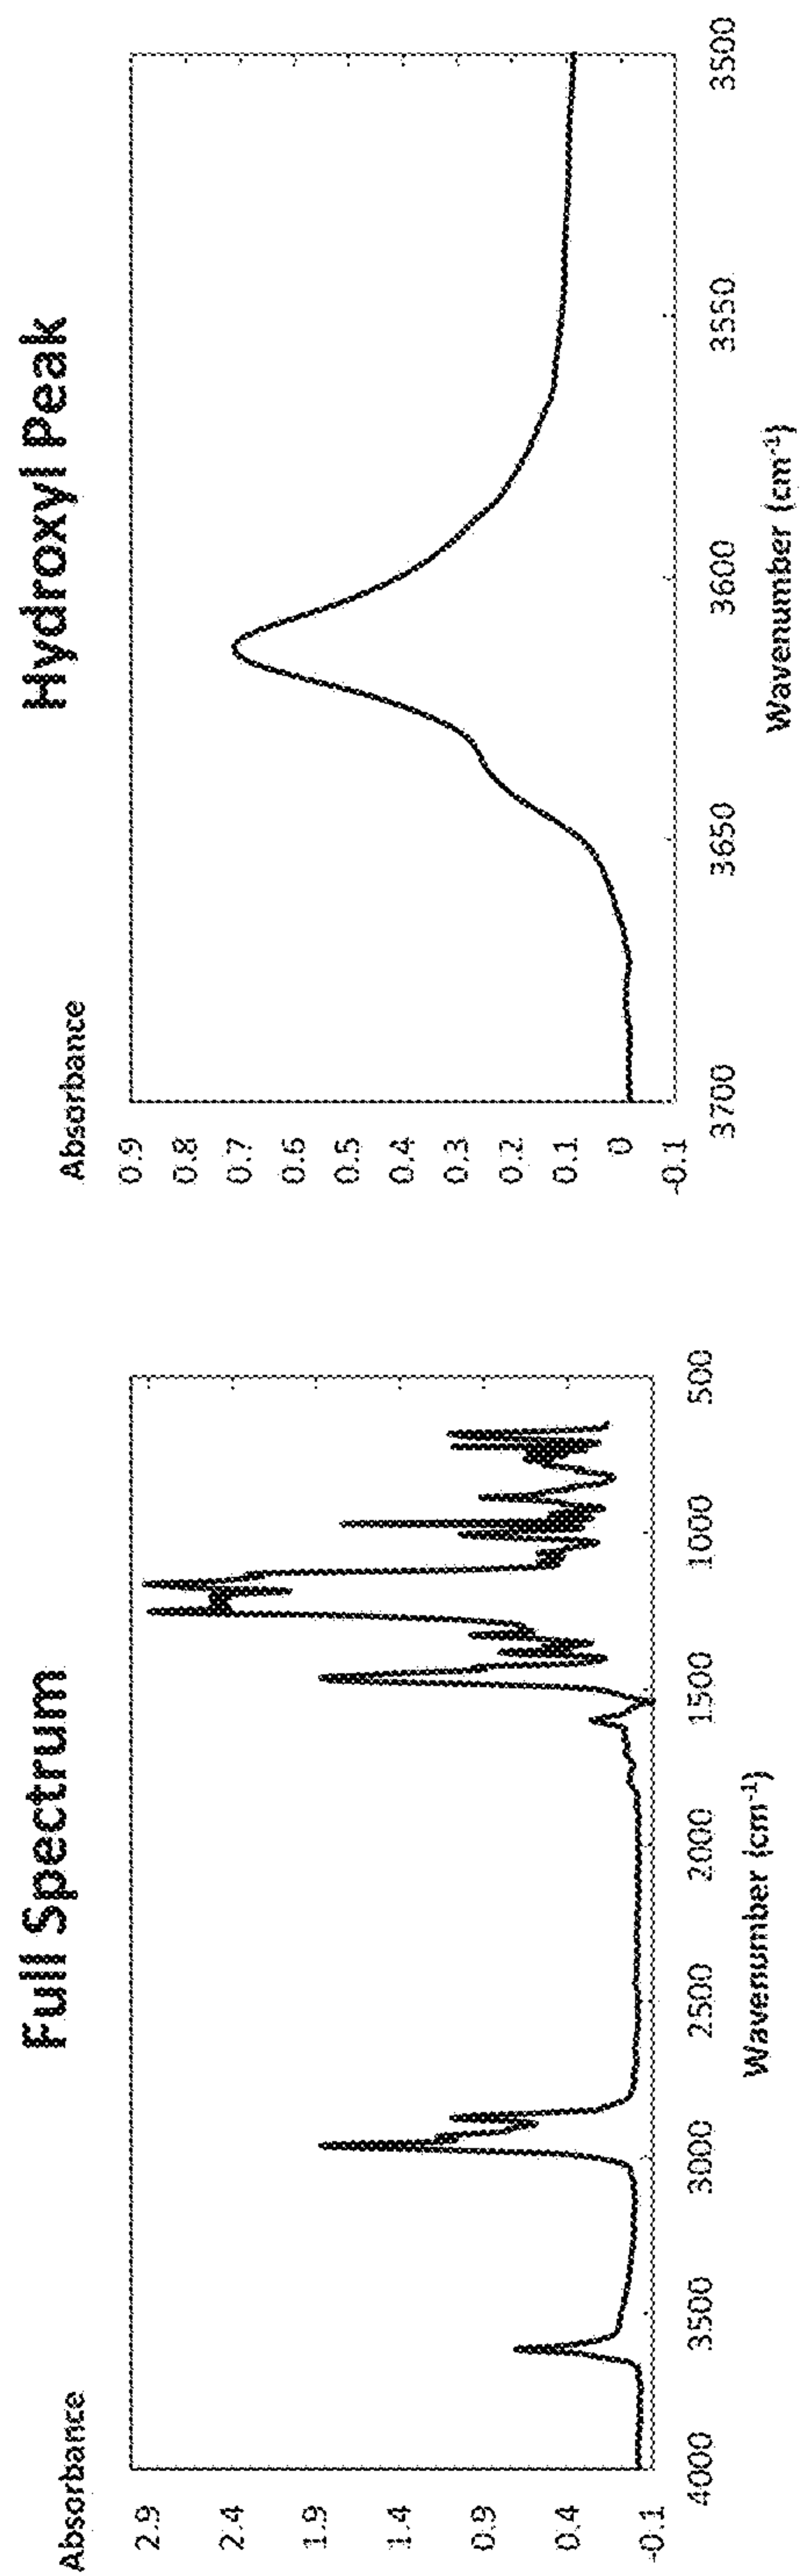 Full Spectrum
Absorbance
2.9
2.4
1.9
1.4
0.9
0.4
-0.1
4000 3500 3000 2500 2000 1500 1000 500
Wavenumber (cm-1)
Hydroxyl Peak
Absorbance
0.9
0.8
0.7
0.6
0.5
0.4
0.3
0.2
0.1
0
-0.1
3700 3650 3600 3550 3500
Wavenumber (cm-1)